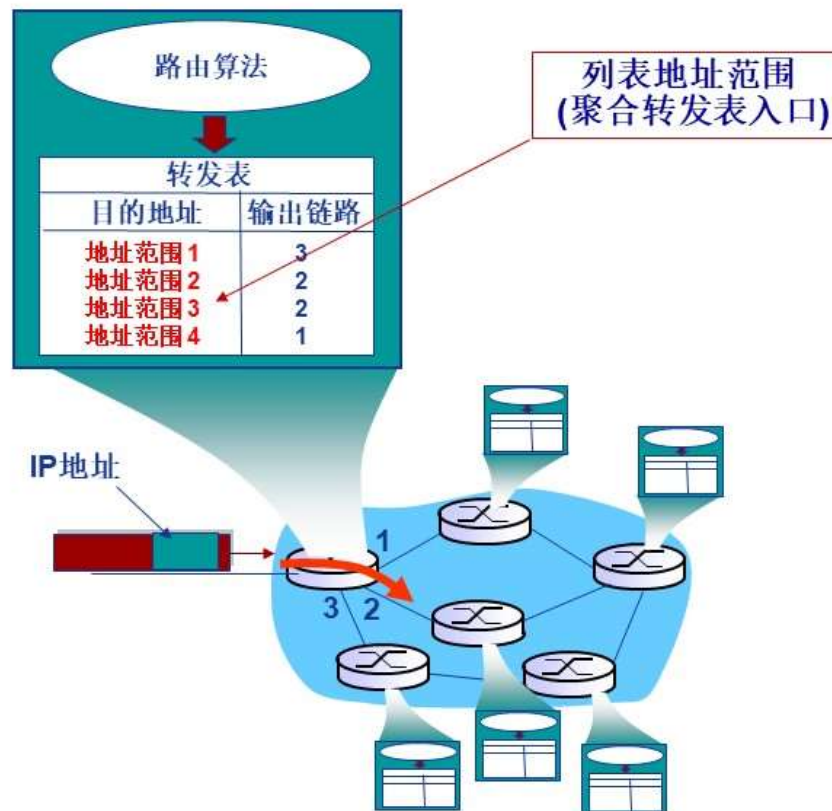 路由算法
列表地址范围
(聚合转发表入口)
转发表
目的地址 输出链路
地址范围 1 3
地址范围 2 2
地址范围 3 2
地址范围 4 1
IP地址
1
3 2